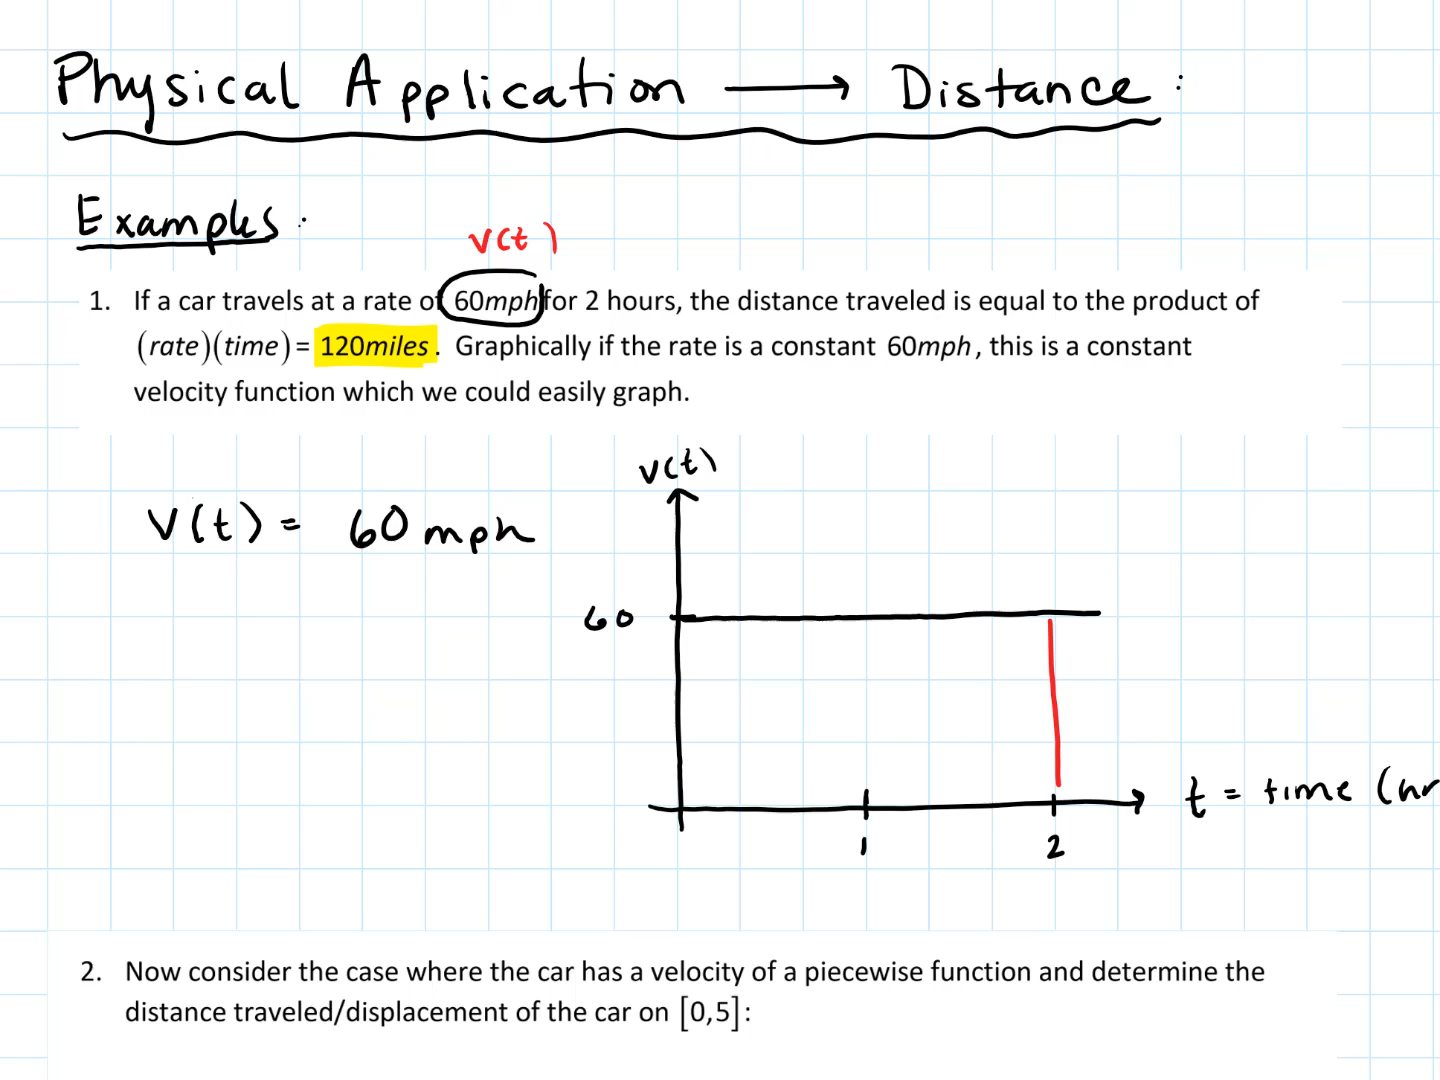 Physical Application → Distance:
Examples:
v(t)
1. If a car travels at a rate of 60mph for 2 hours, the distance traveled is equal to the product of
(rate)(time) = 120miles. Graphically if the rate is a constant 60mph, this is a constant
velocity function which we could easily graph.
v(t)
v(t) = 60 mph
60
t = time (hr
1 2
2. Now consider the case where the car has a velocity of a piecewise function and determine the
distance traveled/displacement of the car on [0,5]: